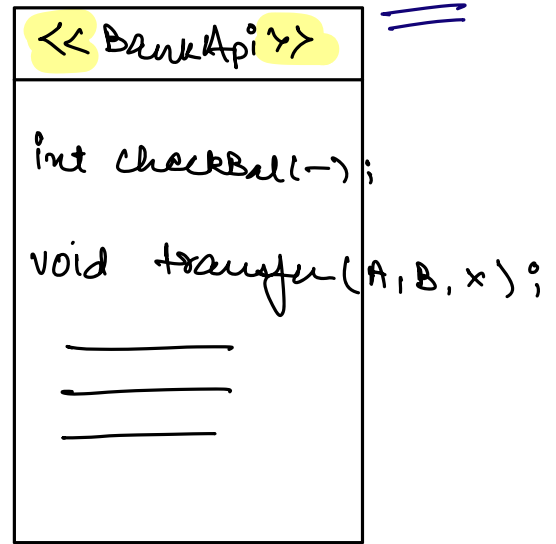 << BankApi >>
int checkBal(-);
void transfer(A, B, x);